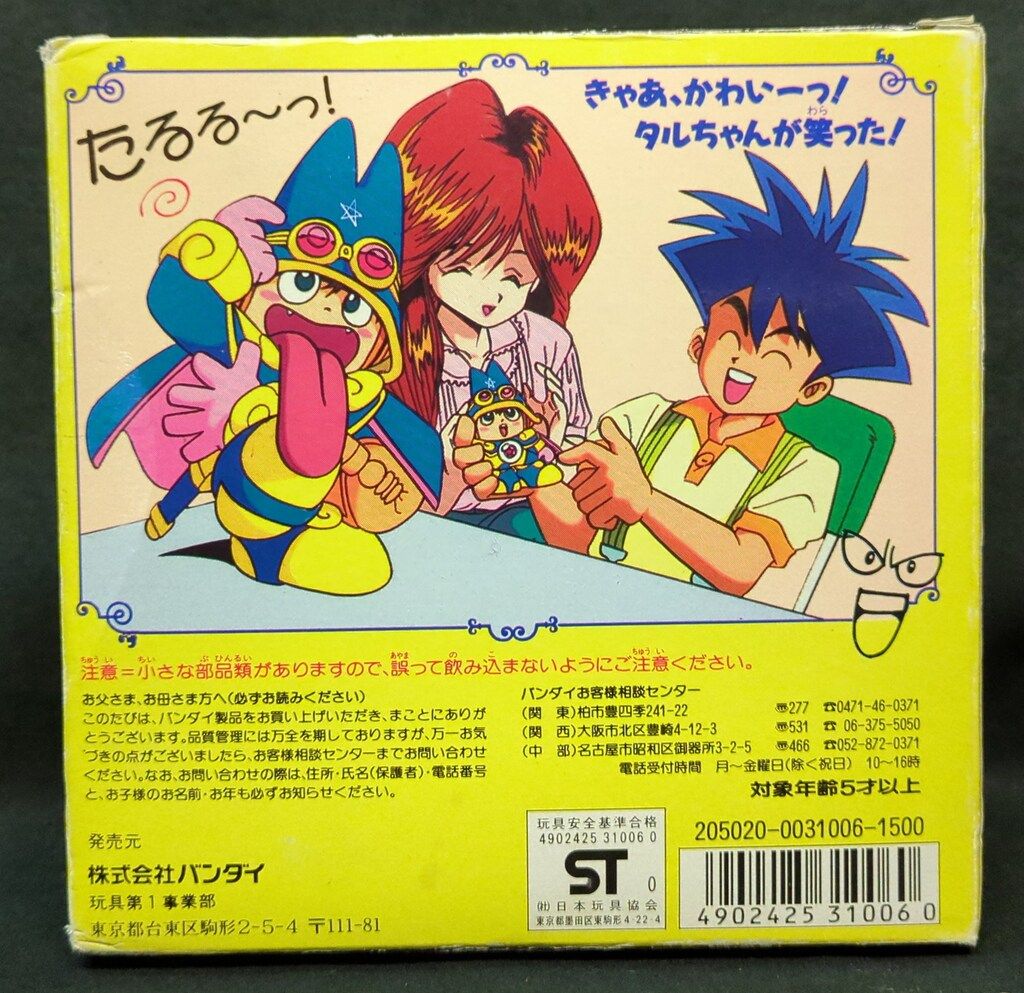 たるる〜っ!
きゃあ、かわいーっ!
タルちゃんが笑った!
注意=小さな部品類がありますので、誤って飲み込まないようにご注意ください。
お父さま、お母さま方へ(必ずお読みください)
このたびは、バンダイ製品をお買い上げいただき、まことにありが
とうございます。品質管理には万全を期しておりますが、万一お気
づきの点がございましたら、お客様相談センターまでお問い合わせ
ください。なお、お問い合わせの際は、住所・氏名(保護者)・電話番号
と、お子様のお名前・お年も必ずお知らせください。
バンダイお客様相談センター
(関 東)柏市豊四季241-22 〠277 ☎0471-46-0371
(関 西)大阪市北区豊崎4-12-3 〠531 ☎06-375-5050
(中 部)名古屋市昭和区御器所3-2-5 〠466 ☎052-872-0371
電話受付時間 月〜金曜日(除く祝日) 10〜16時
対象年齢5才以上
発売元
株式会社バンダイ
玩具第1事業部
東京都台東区駒形2-5-4 〒111-81
玩具安全基準合格
4902425 31006 0
ST 0
㈳日本玩具協会
東京都墨田区東駒形4-22-4
205020-0031006-1500
4902425 310060